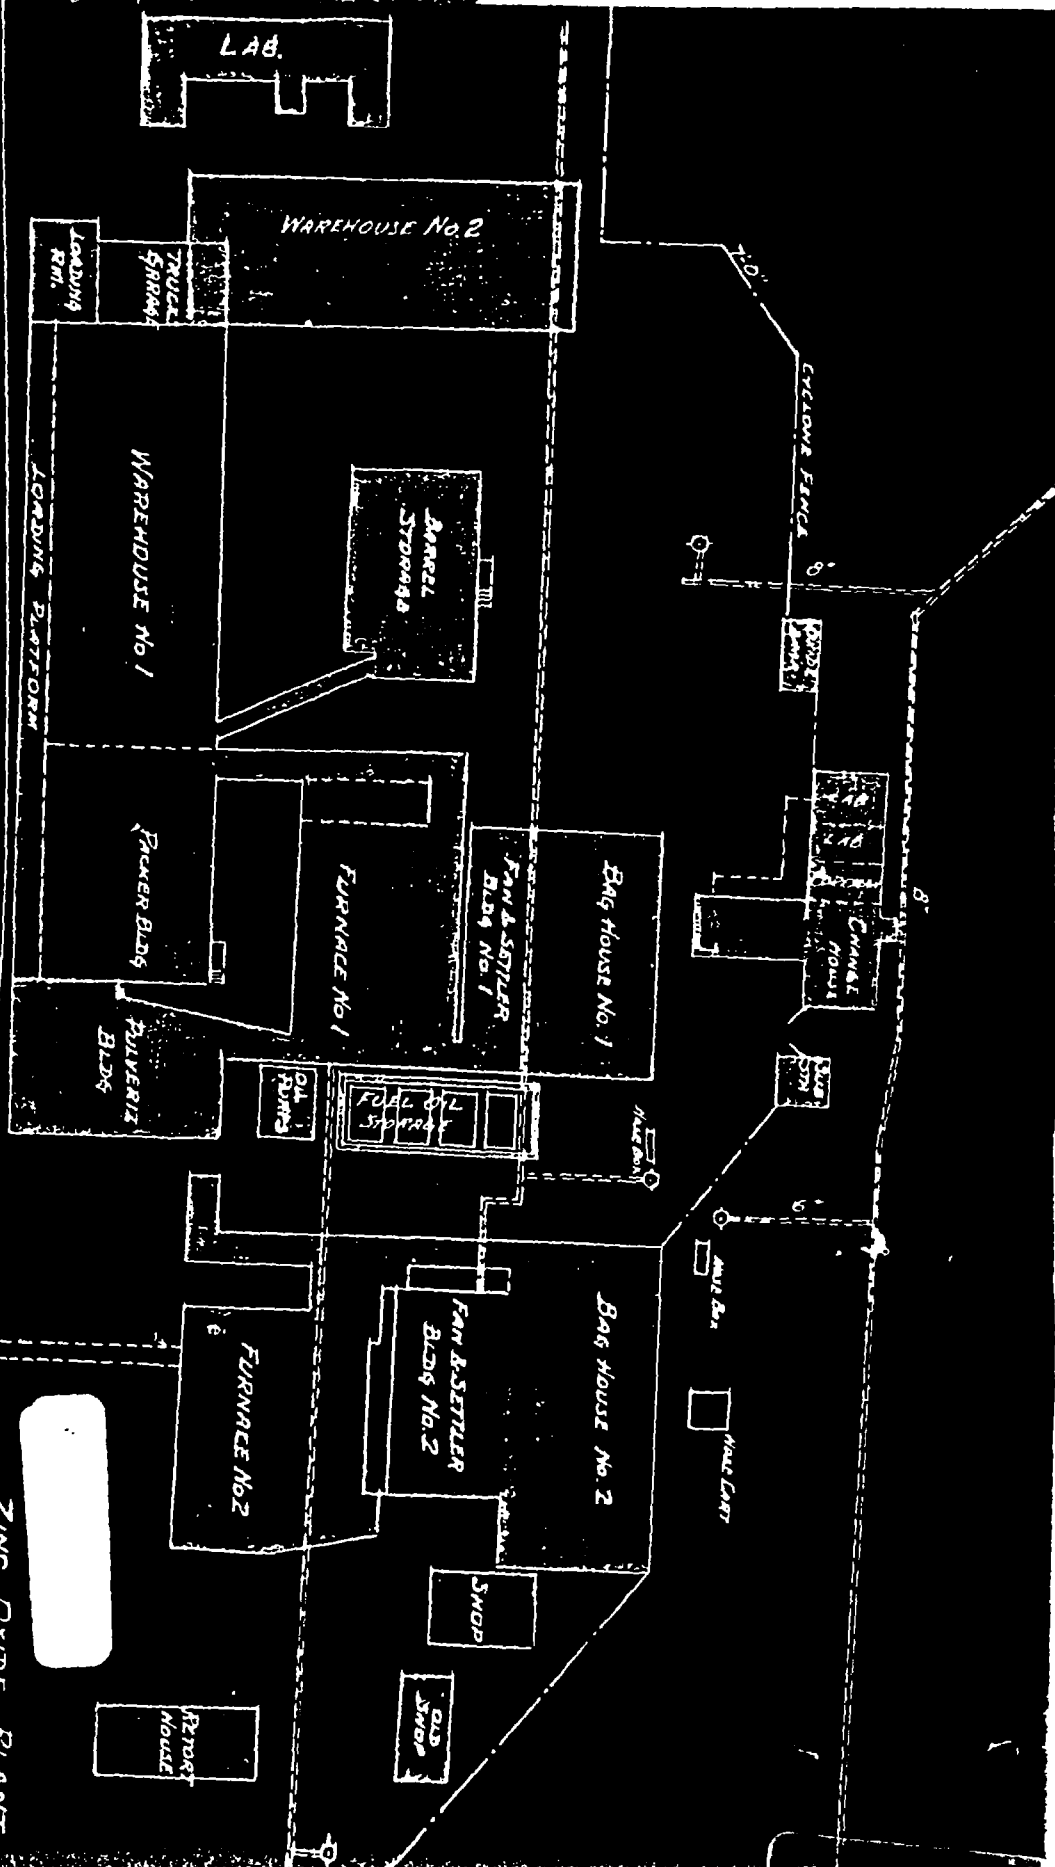 LAB.
WAREHOUSE No. 2
LOADING
RM.
TRUCK
GARAGE
7'-0"
CYCLONE FENCE
8"
WAREHOUSE No 1
LOADING PLATFORM
BARREL
STORAGE
LAB
LAB
CHANGE
HOUSE
8"
PACKER BLDG
FURNACE No 1
FAN & SETTLER
BLDG No. 1
BAG HOUSE No. 1
PULVERIZ
BLDG
OIL
PUMPS
FUEL OIL
STORAGE
SUB
STA
HOSE BOX
6"
HOSE BOX
HOSE CART
FURNACE No 2
FAN & SETTLER
BLDG No. 2
BAG HOUSE No. 2
SHOP
OLD
SHOP
RETORT
HOUSE
ZINC OXIDE PLANT